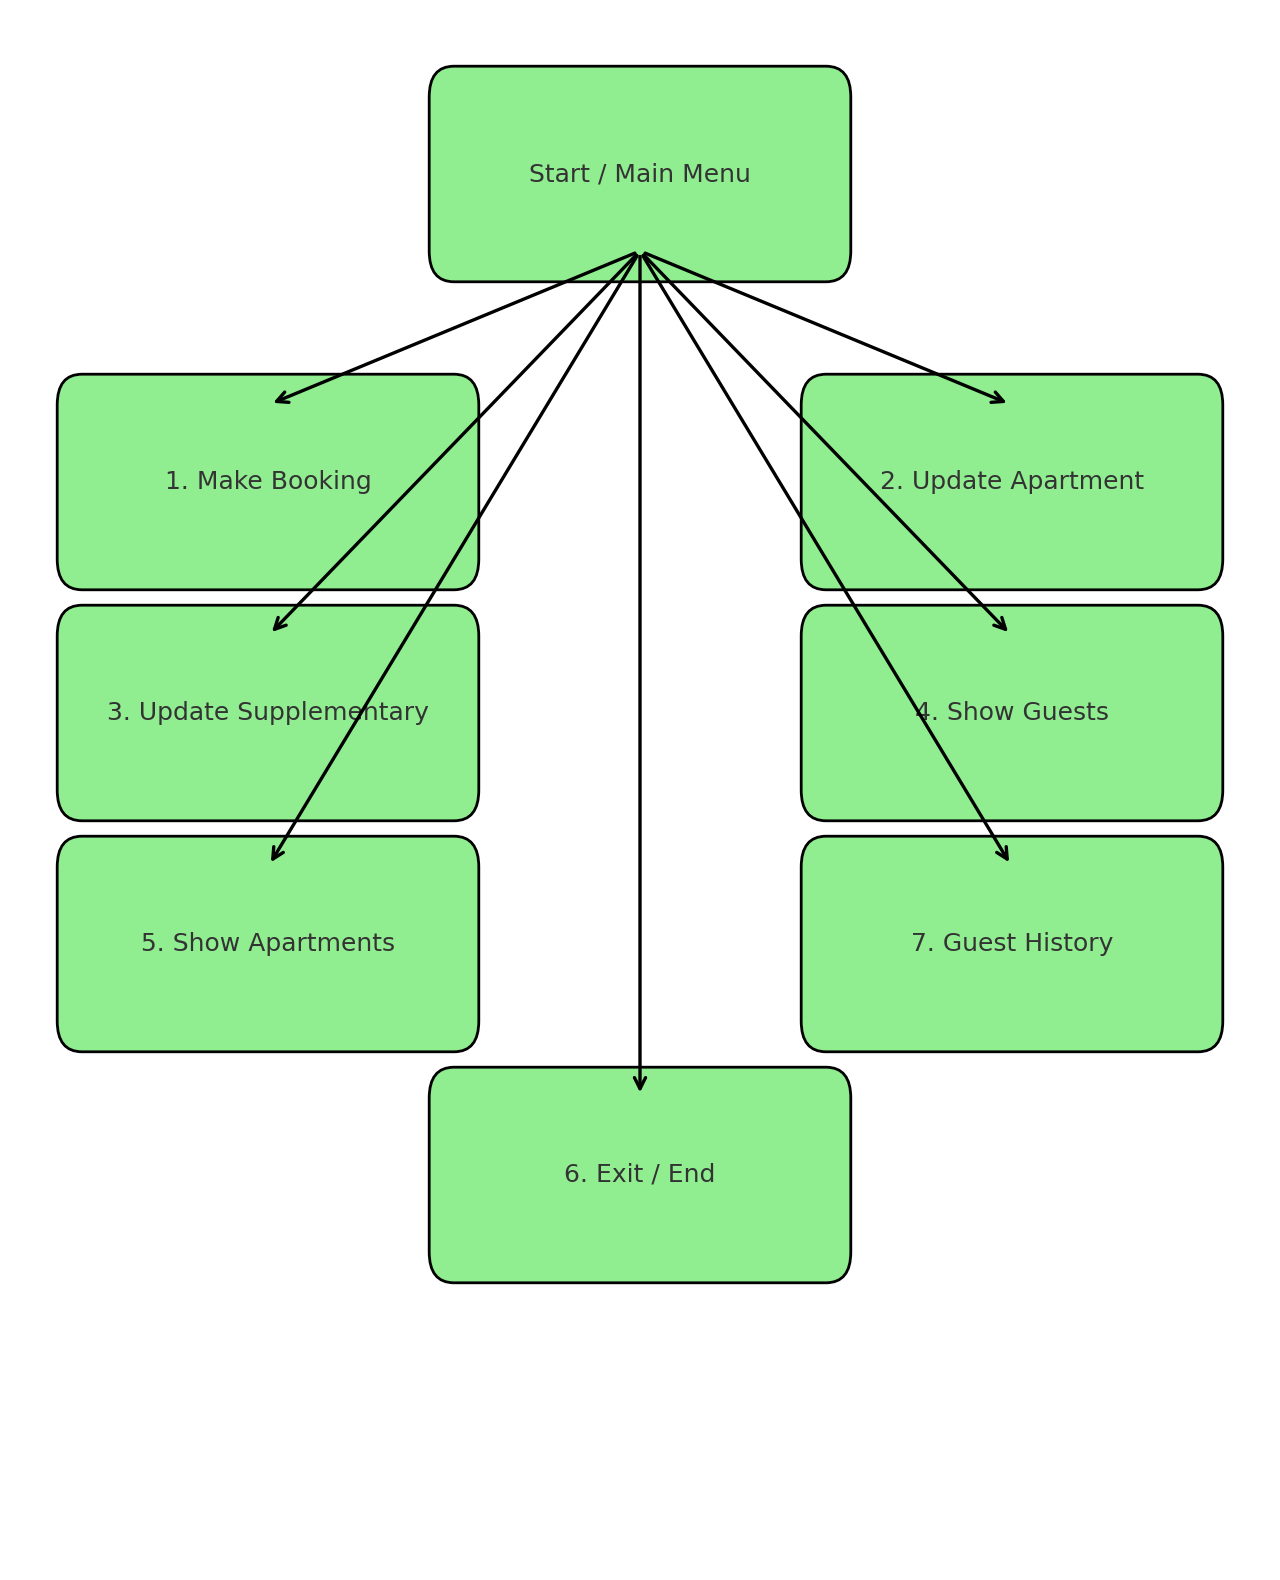 Start / Main Menu
1. Make Booking
2. Update Apartment
3. Update Supplementary
4. Show Guests
5. Show Apartments
7. Guest History
6. Exit / End